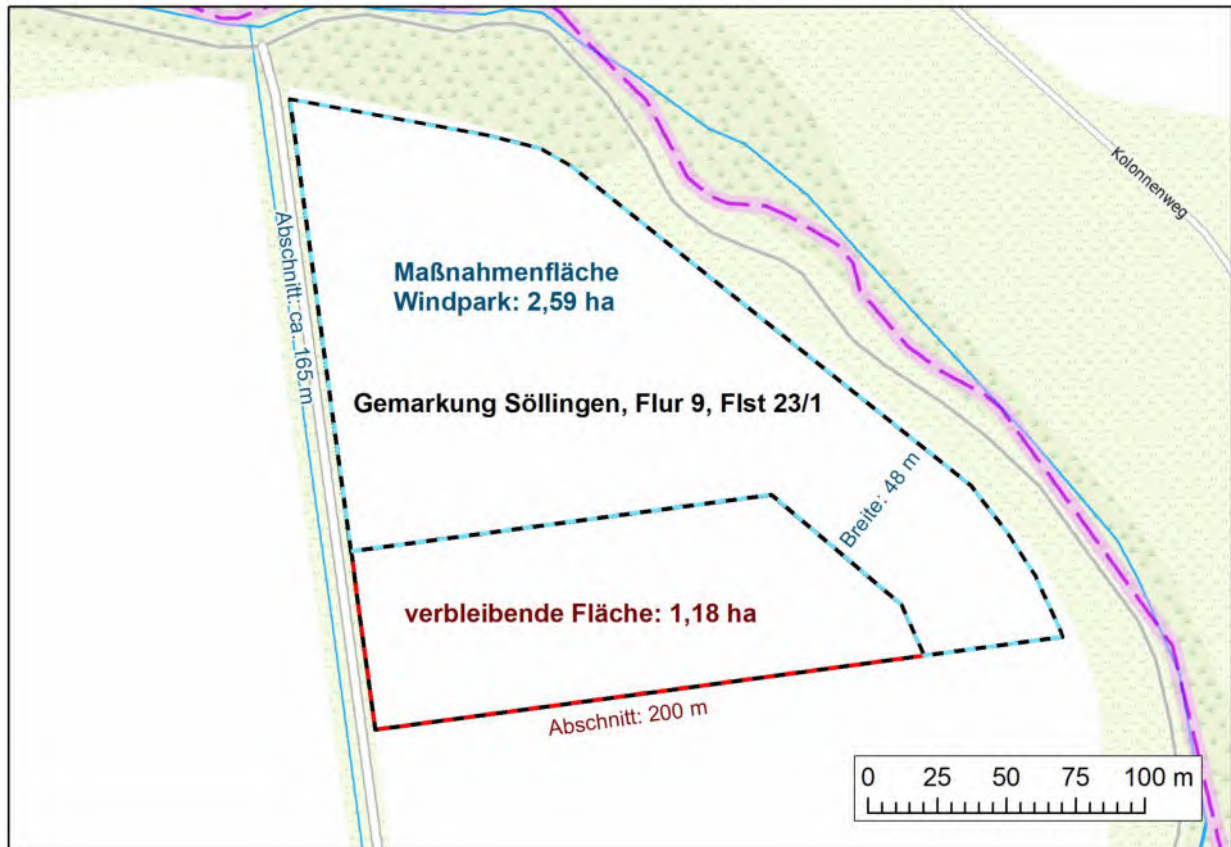 Kolonnenweg
Abschnitt: ca. 165 m
Maßnahmenfläche
Windpark: 2,59 ha
Gemarkung Söllingen, Flur 9, Flst 23/1
Breite: 48 m
verbleibende Fläche: 1,18 ha
Abschnitt: 200 m
0 25 50 75 100 m